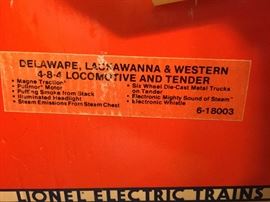 DELAWARE, LACKAWANNA & WESTERN
4-8-4 LOCOMOTIVE AND TENDER
• Magne Traction
• Pullmor Motor
• Puffing Smoke from Stack
• Illuminated Headlight
• Steam Emissions From Steam Chest
• Six Wheel Die-Cast Metal Trucks
on Tender
• Electronic Mighty Sound of Steam
• Electronic Whistle
6-18003
LIONEL ELECTRIC TRAINS